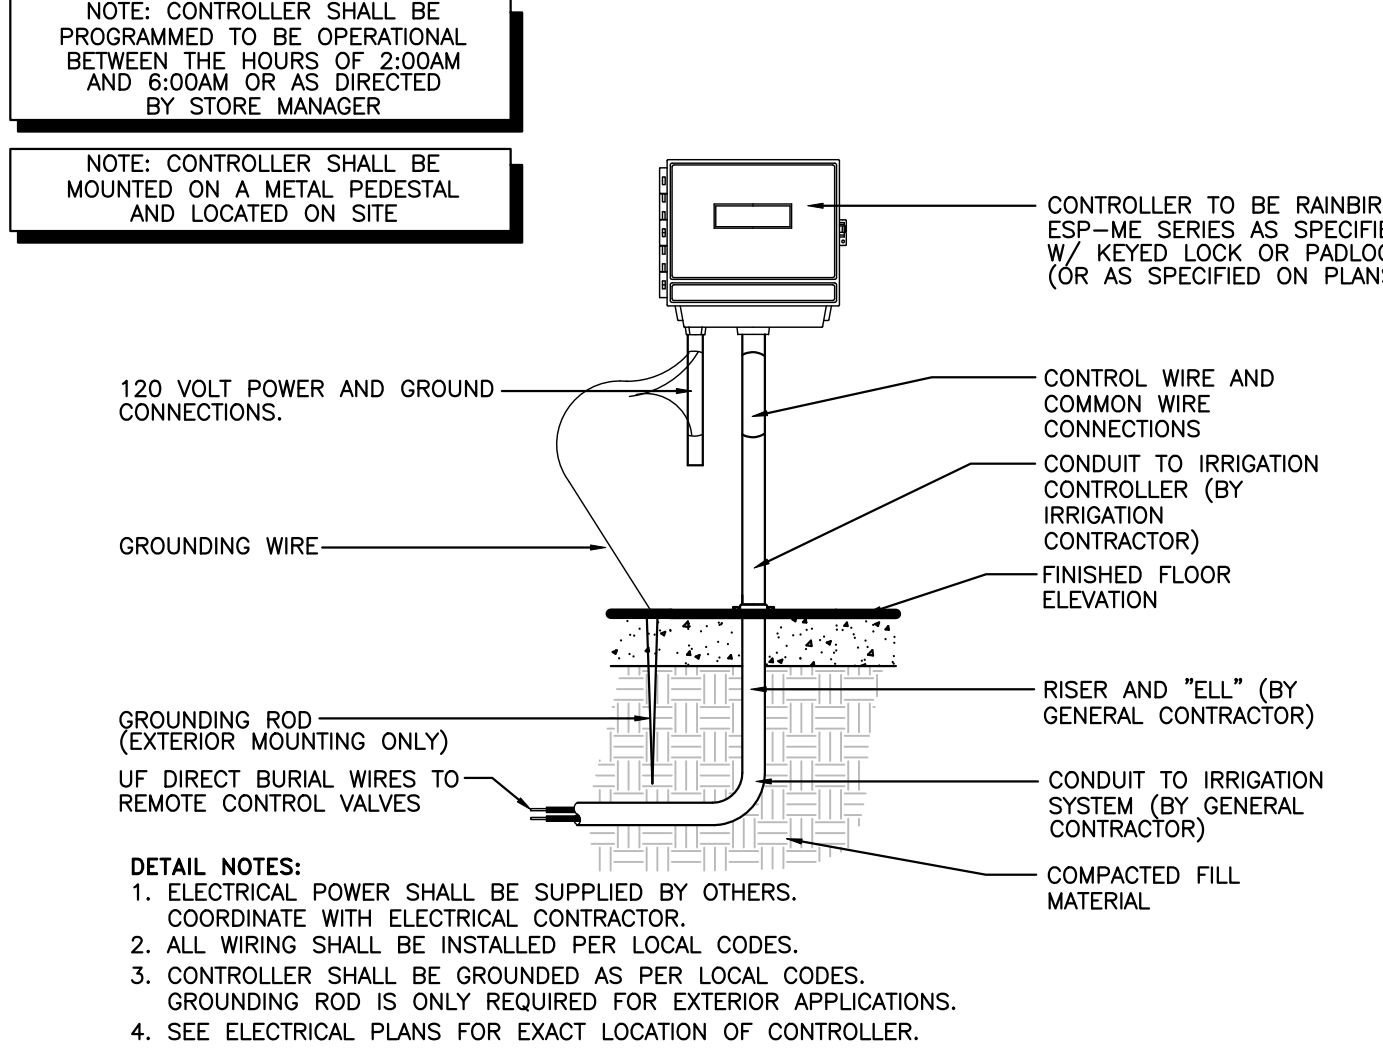 NOTE: CONTROLLER SHALL BE
PROGRAMMED TO BE OPERATIONAL
BETWEEN THE HOURS OF 2:00AM
AND 6:00AM OR AS DIRECTED
BY STORE MANAGER
NOTE: CONTROLLER SHALL BE
MOUNTED ON A METAL PEDESTAL
AND LOCATED ON SITE
CONTROLLER TO BE
ESP-ME SERIES AS
W/ KEYED LOCK OR
(OR AS SPECIFIED ON
120 VOLT POWER AND GROUND
CONNECTIONS.
CONTROL WIRE AND
COMMON WIRE
CONNECTIONS
CONDUIT TO IRRIGATION
CONTROLLER (BY
IRRIGATION
CONTRACTOR)
GROUNDING WIRE
FINISHED FLOOR
ELEVATION
RISER AND "ELL" (BY
GENERAL CONTRACTOR)
GROUNDING ROD
(EXTERIOR MOUNTING ONLY)
UF DIRECT BURIAL WIRES TO
REMOTE CONTROL VALVES
CONDUIT TO IRRIGATION
SYSTEM (BY GENERAL
CONTRACTOR)
COMPACTED FILL
MATERIAL
DETAIL NOTES:
1. ELECTRICAL POWER SHALL BE SUPPLIED BY OTHERS.
COORDINATE WITH ELECTRICAL CONTRACTOR.
2. ALL WIRING SHALL BE INSTALLED PER LOCAL CODES.
3. CONTROLLER SHALL BE GROUNDED AS PER LOCAL CODES.
GROUNDING ROD IS ONLY REQUIRED FOR EXTERIOR APPLICATIONS.
4. SEE ELECTRICAL PLANS FOR EXACT LOCATION OF CONTROLLER.